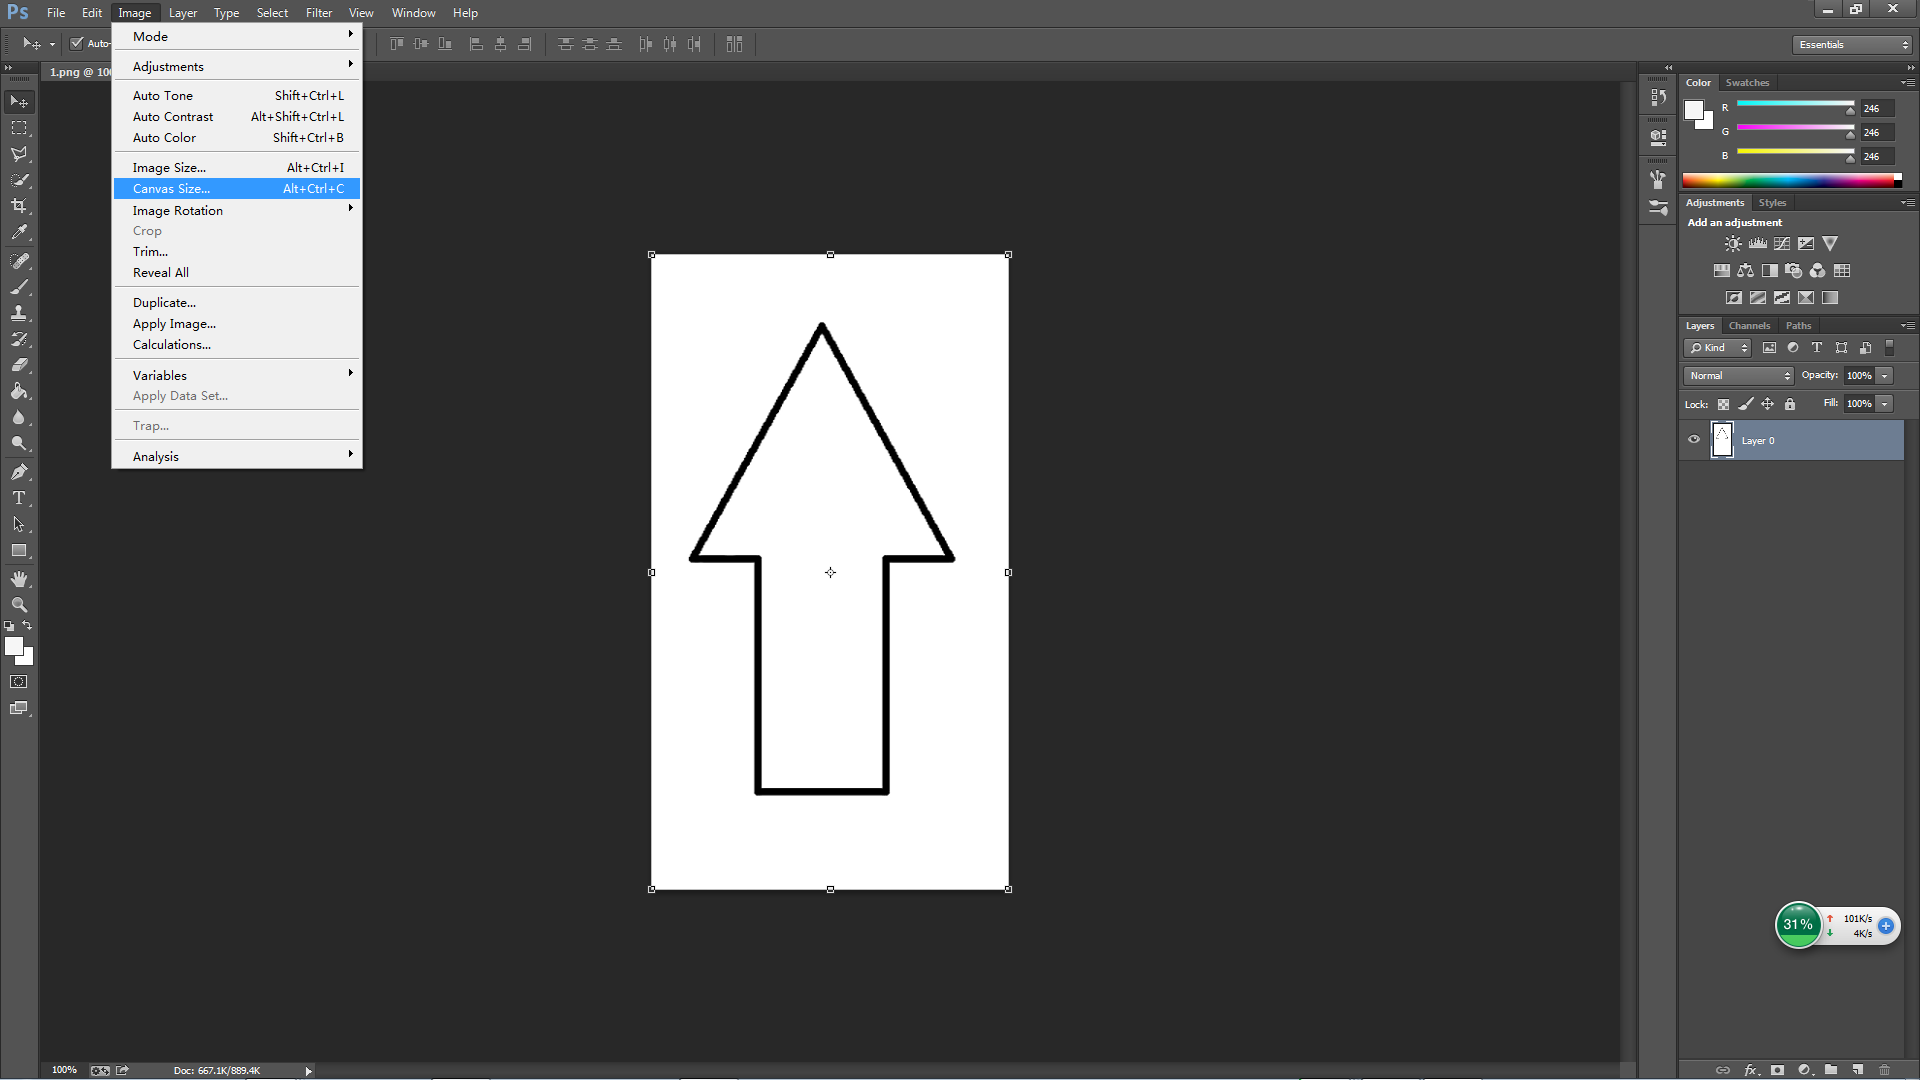 Ps File Edit Image Layer Type Select Filter View Window Help
Auto-
Essentials
1.png @ 100
Mode
Adjustments
Auto Tone Shift+Ctrl+L
Auto Contrast Alt+Shift+Ctrl+L
Auto Color Shift+Ctrl+B
Image Size... Alt+Ctrl+I
Canvas Size... Alt+Ctrl+C
Image Rotation
Crop
Trim...
Reveal All
Duplicate...
Apply Image...
Calculations...
Variables
Apply Data Set...
Trap...
Analysis
Color Swatches
R 246
G 246
B 246
Adjustments Styles
Add an adjustment
Layers Channels Paths
Kind
Normal Opacity: 100%
Lock: Fill: 100%
Layer 0
31% 101K/s
4K/s
100% Doc: 667.1K/889.4K